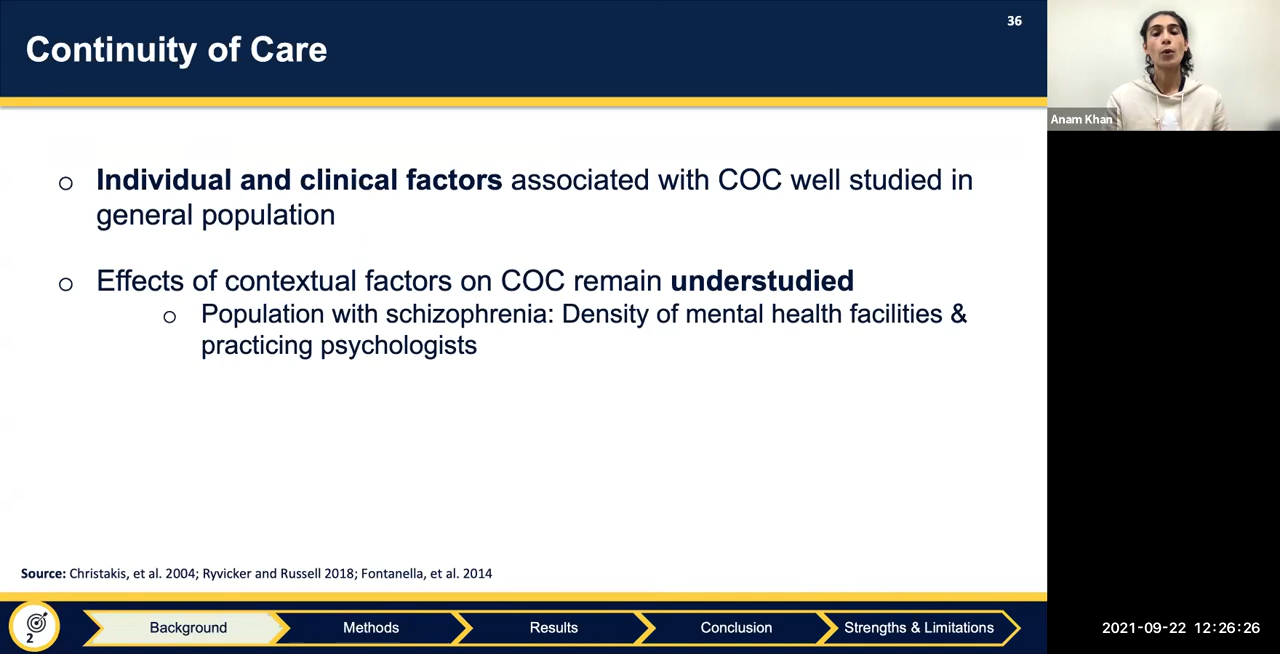 36
Continuity of Care
Anam Khan
○ Individual and clinical factors associated with COC well studied in
general population
○ Effects of contextual factors on COC remain understudied
○ Population with schizophrenia: Density of mental health facilities &
practicing psychologists
Source: Christakis, et al. 2004; Ryvicker and Russell 2018; Fontanella, et al. 2014
2
Background
Methods
Results
Conclusion
Strengths & Limitations
2021-09-22 12:26:26